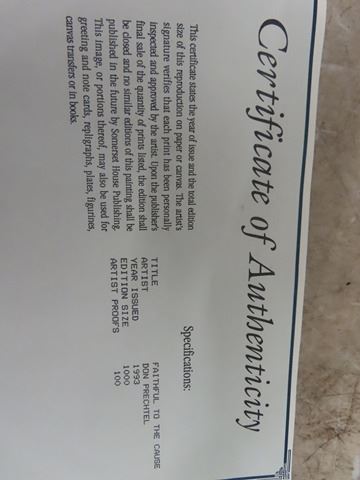 Certificate of Authenticity
This certificate states the year of issue and the total edition
size of this reproduction on paper or canvas. The artist's
signature verifies that each print has been personally
inspected and approved by the artist. Upon the publisher's
final sale of the quantity of prints listed, the edition shall
be closed and no similar editions of this painting shall be
published in the future by Somerset House Publishing.
This image, or portions thereof, may also be used for
greeting and note cards, repligraphs, plates, figurines,
canvas transfers or in books.
Specifications:
TITLE FAITHFUL TO THE CAUSE
ARTIST DON PRECHTEL
YEAR ISSUED 1993
EDITION SIZE 1000
ARTIST PROOFS 100